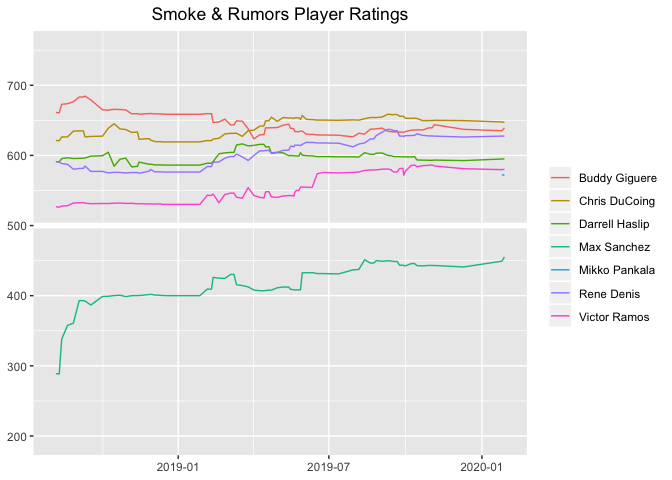 Smoke & Rumors Player Ratings
700
600
500
400
300
200
2019-01
2019-07
2020-01
Buddy Giguere
Chris DuCoing
Darrell Haslip
Max Sanchez
Mikko Pankala
Rene Denis
Victor Ramos